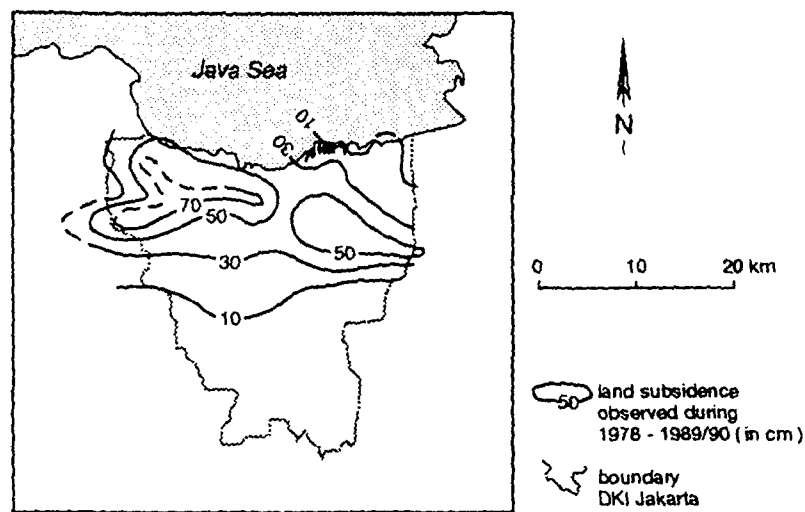 Java Sea
10
30
70
50
30
50
10
N
0 10 20 km
50
land subsidence
observed during
1978 - 1989/90 (in cm)
boundary
DKI Jakarta